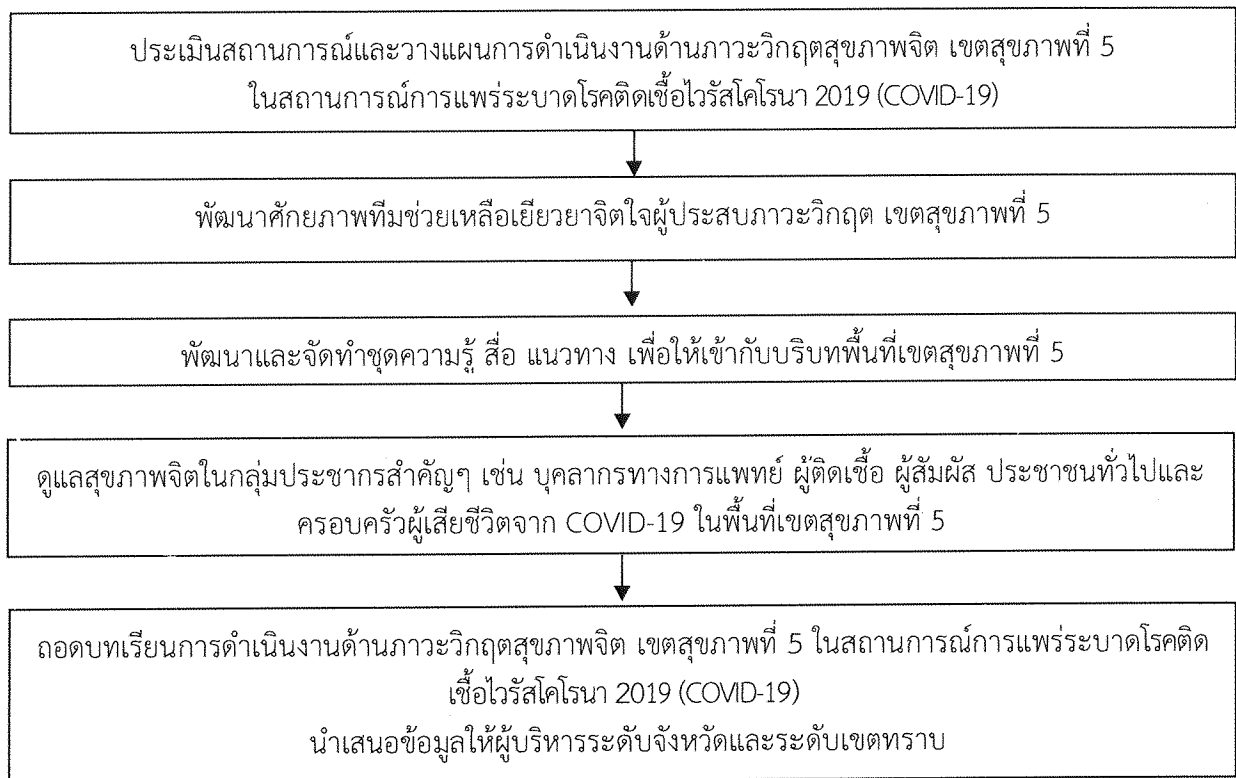 ประเมินสถานการณ์และวางแผนการดำเนินงานด้านภาวะวิกฤตสุขภาพจิต เขตสุขภาพที่ 5
ในสถานการณ์การแพร่ระบาดโรคติดเชื้อไวรัสโคโรนา 2019 (COVID-19)
พัฒนาศักยภาพทีมช่วยเหลือเยียวยาจิตใจผู้ประสบภาวะวิกฤต เขตสุขภาพที่ 5
พัฒนาและจัดทำชุดความรู้ สื่อ แนวทาง เพื่อให้เข้ากับบริบทพื้นที่เขตสุขภาพที่ 5
ดูแลสุขภาพจิตในกลุ่มประชากรสำคัญๆ เช่น บุคลากรทางการแพทย์ ผู้ติดเชื้อ ผู้สัมผัส ประชาชนทั่วไปและ
ครอบครัวผู้เสียชีวิตจาก COVID-19 ในพื้นที่เขตสุขภาพที่ 5
ถอดบทเรียนการดำเนินงานด้านภาวะวิกฤตสุขภาพจิต เขตสุขภาพที่ 5 ในสถานการณ์การแพร่ระบาดโรคติด
เชื้อไวรัสโคโรนา 2019 (COVID-19)
นำเสนอข้อมูลให้ผู้บริหารระดับจังหวัดและระดับเขตทราบ